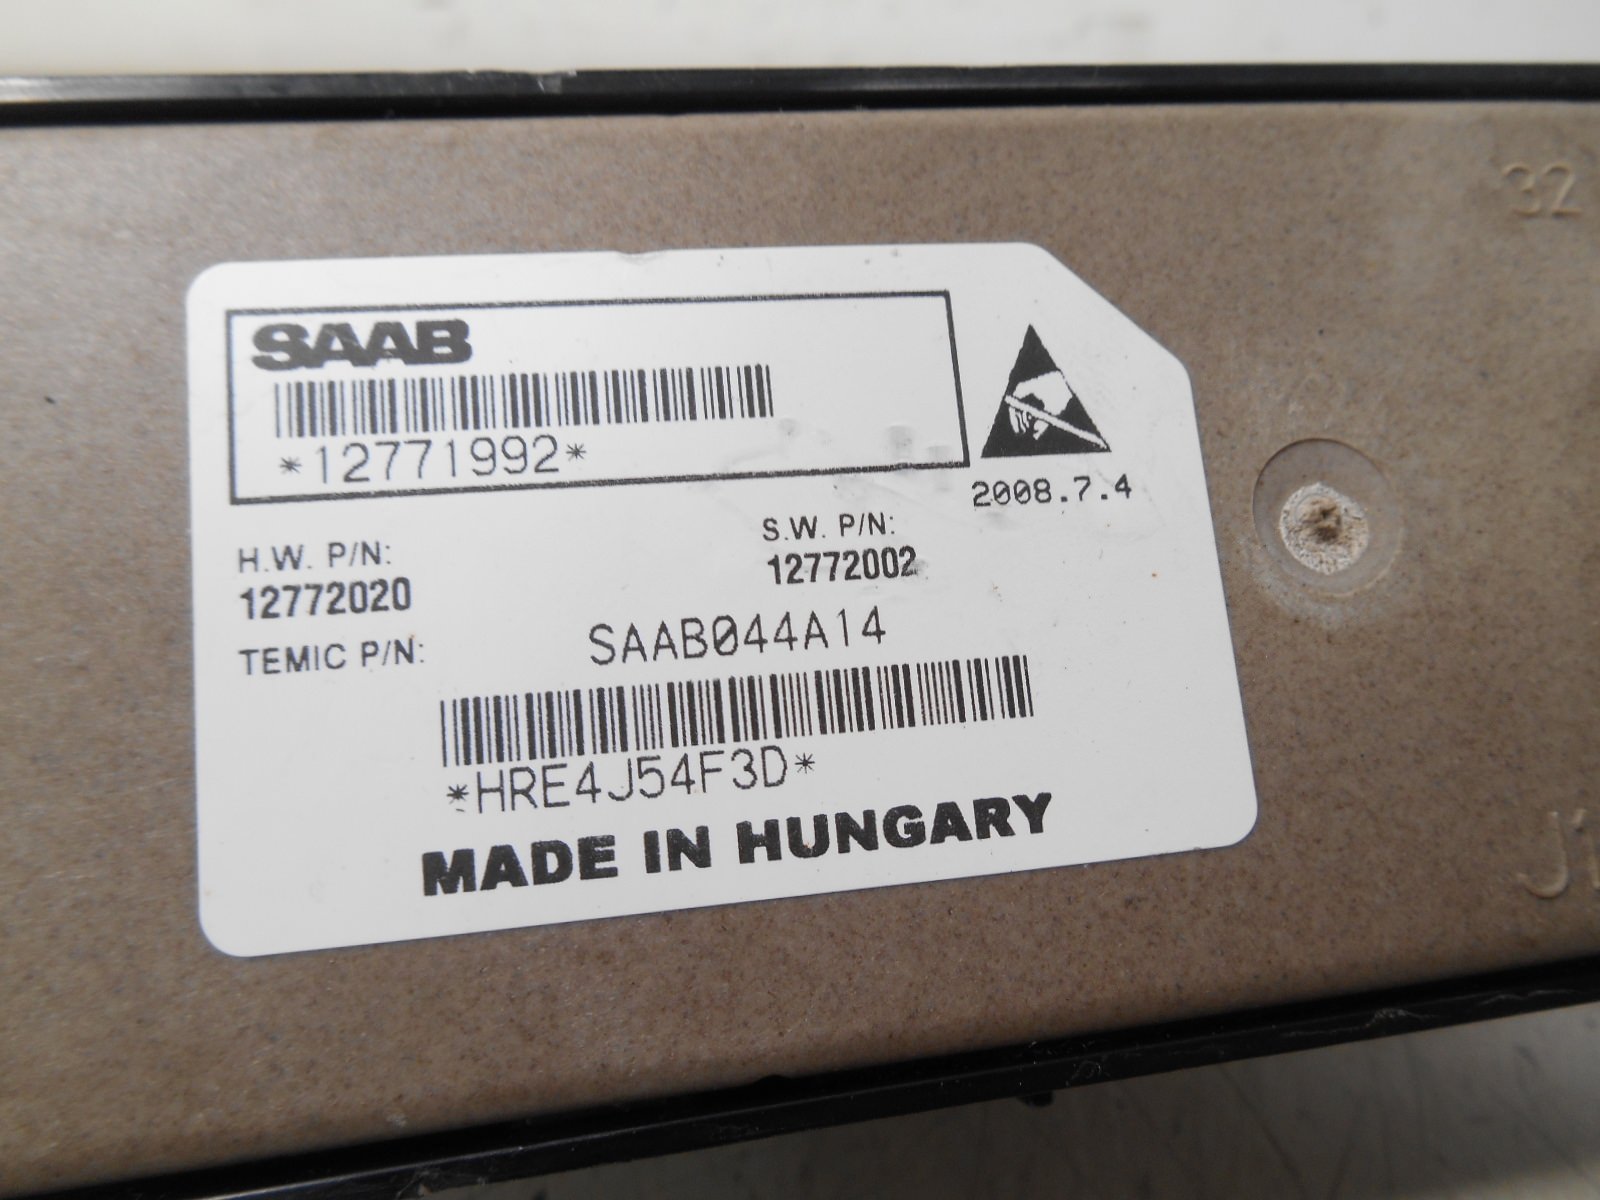 32
SAAB
*12771992*
2008.7.4
H.W. P/N:
12772020
S.W. P/N:
12772002
TEMIC P/N:
SAAB044A14
*HRE4J54F3D*
MADE IN HUNGARY